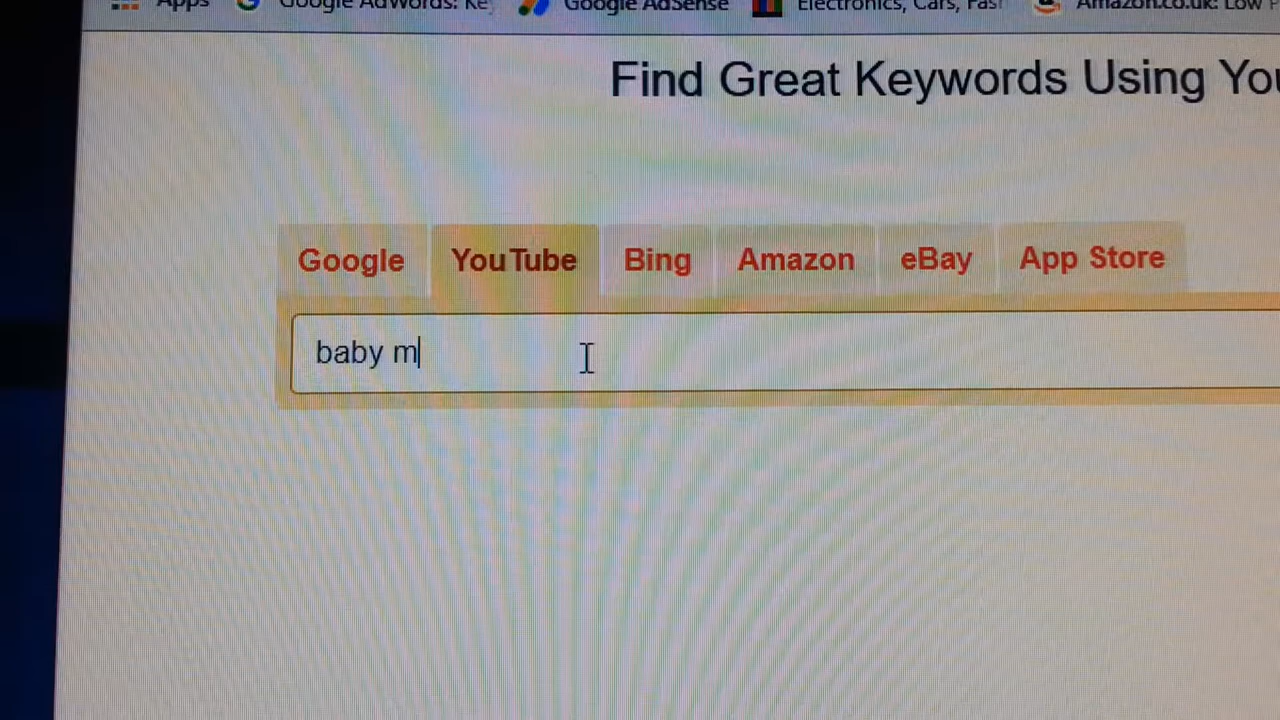 Apps Google AdWords: Ke Google AdSense Electronics, Cars, Fas Amazon.co.uk: Low P
Find Great Keywords Using You
Google YouTube Bing Amazon eBay App Store
baby m